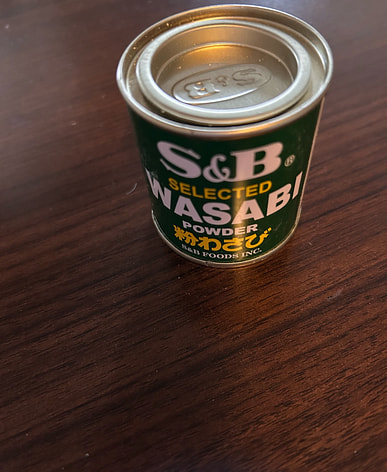 S&B
S&B®
SELECTED
WASABI
POWDER
粉わさび
S&B FOODS INC.